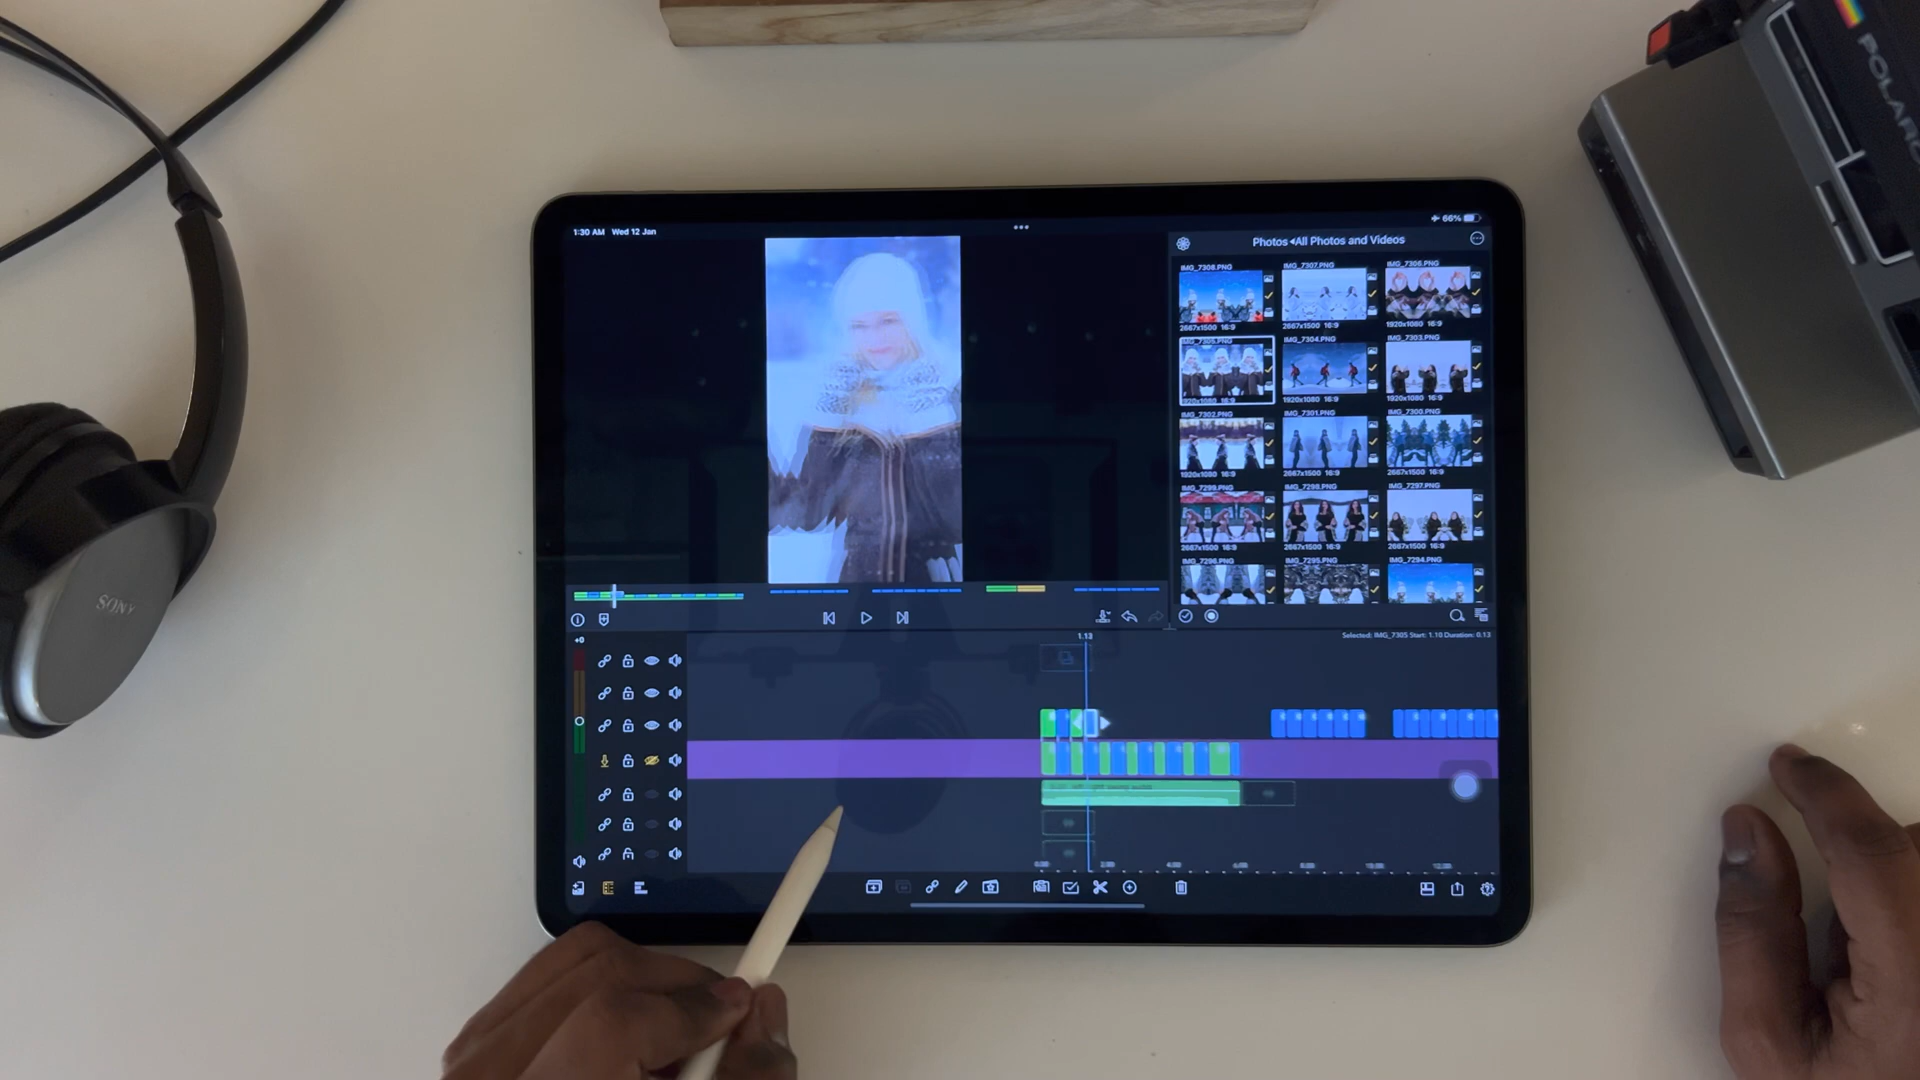 POLARO
SONY
1:30 AM Wed 12 Jan
66%
Photos All Photos and Videos
IMG_7308.PNG IMG_7307.PNG IMG_7306.PNG
2667x1500 16:9 2667x1500 16:9 1920x1080 16:9
IMG_7305.PNG IMG_7304.PNG IMG_7303.PNG
1920x1080 16:9 1920x1080 16:9 1920x1080 16:9
IMG_7302.PNG IMG_7301.PNG IMG_7300.PNG
1920x1080 16:9 2667x1500 16:9 2667x1500 16:9
IMG_7299.PNG IMG_7298.PNG IMG_7297.PNG
2667x1500 16:9 2667x1500 16:9 2667x1500 16:9
IMG_7296.PNG IMG_7295.PNG IMG_7294.PNG
+0
1.13
Selected: IMG_7305 Start: 1.10 Duration: 0.13